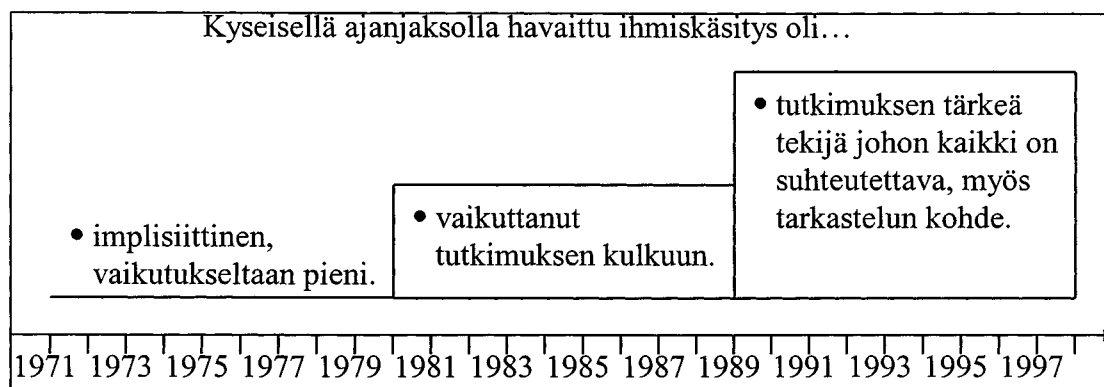 Kyseisellä ajanjaksolla havaittu ihmiskäsitys oli…
• implisiittinen,
vaikutukseltaan pieni.
• vaikuttanut
tutkimuksen kulkuun.
• tutkimuksen tärkeä
tekijä johon kaikki on
suhteutettava, myös
tarkastelun kohde.
1971 1973 1975 1977 1979 1981 1983 1985 1987 1989 1991 1993 1995 1997